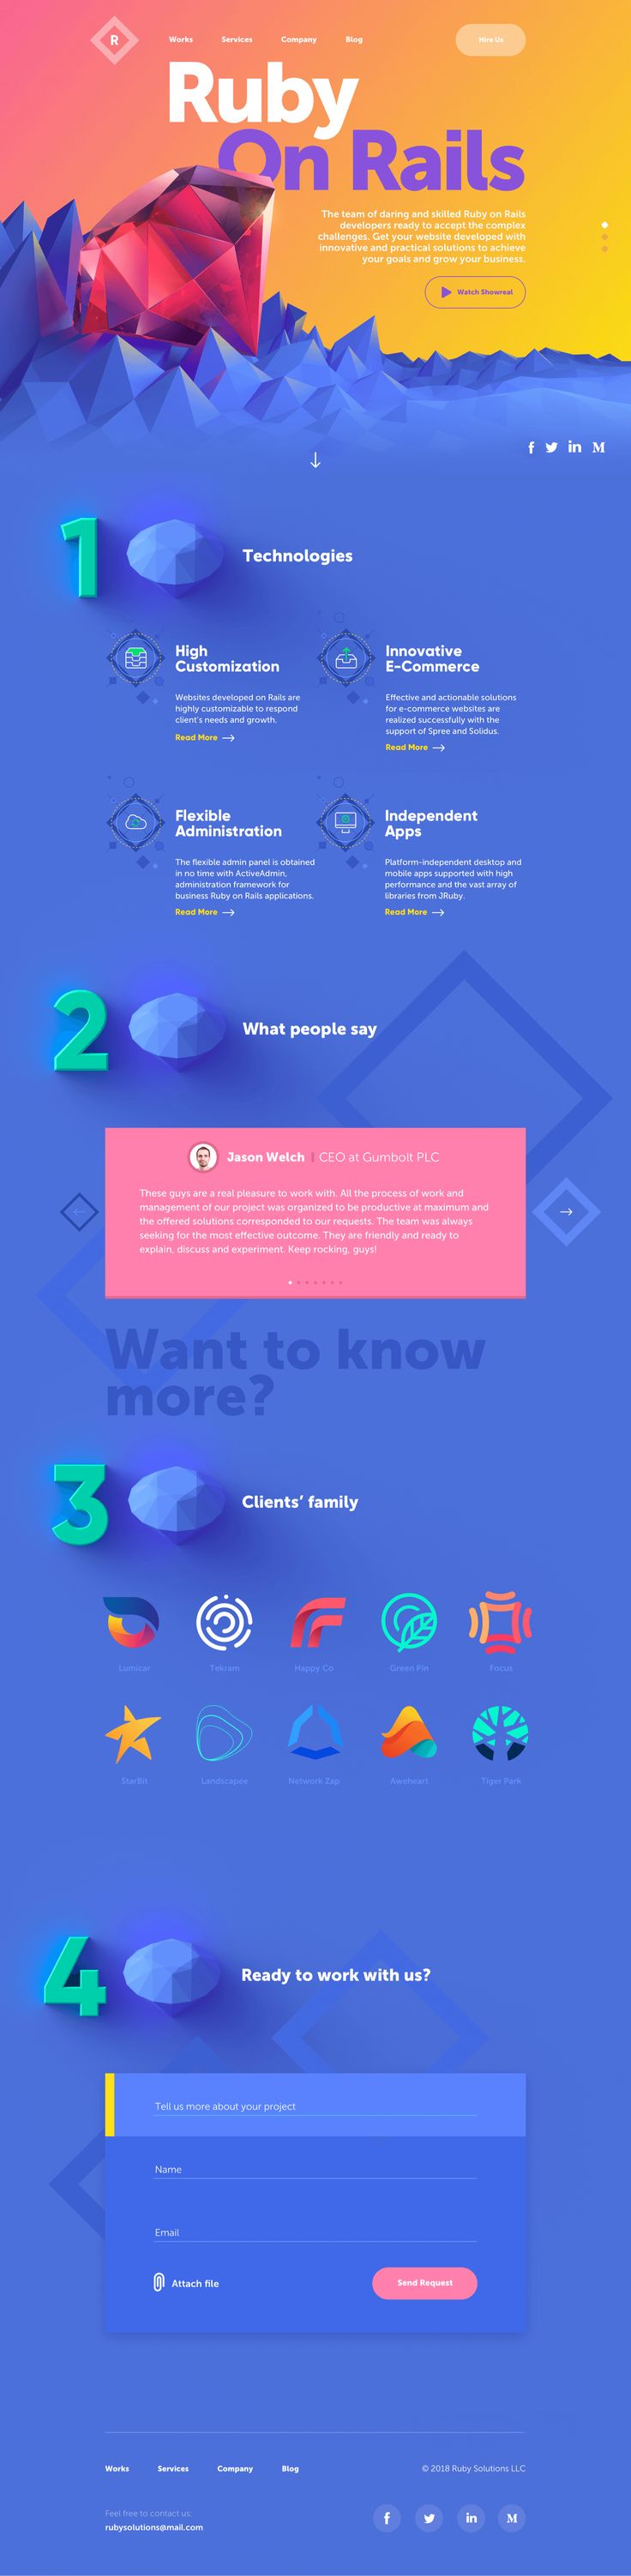 R
Works Services Company Blog Hire Us
Ruby
On Rails
The team of daring and skilled Ruby on Rails
developers ready to accept the complex
challenges. Get your website developed with
innovative and practical solutions to achieve
your goals and grow your business.
Watch Showreal
1
Technologies
High
Customization
Websites developed on Rails are
highly customizable to respond
client's needs and growth.
Read More
Innovative
E-Commerce
Effective and actionable solutions
for e-commerce websites are
realized successfully with the
support of Spree and Solidus.
Read More
Flexible
Administration
The flexible admin panel is obtained
in no time with ActiveAdmin,
administration framework for
business Ruby on Rails applications.
Read More
Independent
Apps
Platform-independent desktop and
mobile apps supported with high
performance and the vast array of
libraries from JRuby.
Read More
2
What people say
Jason Welch | CEO at Gumbolt PLC
These guys are a real pleasure to work with. All the process of work and
management of our project was organized to be productive at maximum and
the offered solutions corresponded to our requests. The team was always
seeking for the most effective outcome. They are friendly and ready to
explain, discuss and experiment. Keep rocking, guys!
Want to know
more?
3
Clients' family
Lumicar Tekram Happy Co Green Pin Focus
StarBit Landscapee Network Zap Aweheart Tiger Park
4
Ready to work with us?
Tell us more about your project
Name
Email
Attach file Send Request
Works Services Company Blog © 2018 Ruby Solutions LLC
Feel free to contact us:
rubysolutions@mail.com